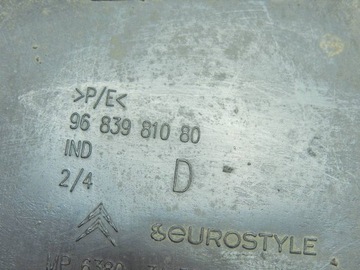 >P/E<
96 839 810 80
IND
D
2/4
eUROSTYLE